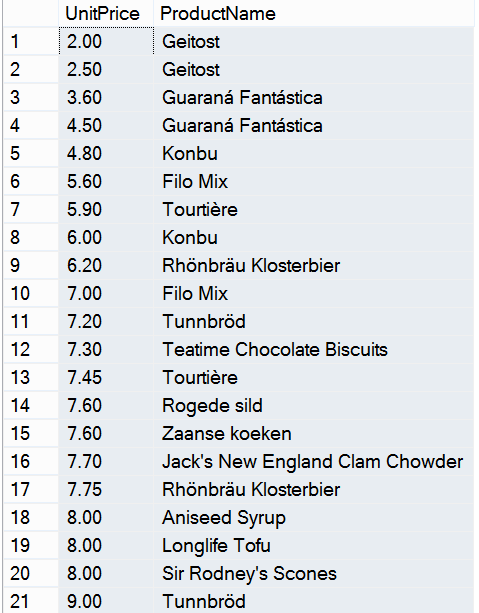 UnitPrice ProductName
1 2.00 Geitost
2 2.50 Geitost
3 3.60 Guaraná Fantástica
4 4.50 Guaraná Fantástica
5 4.80 Konbu
6 5.60 Filo Mix
7 5.90 Tourtière
8 6.00 Konbu
9 6.20 Rhönbräu Klosterbier
10 7.00 Filo Mix
11 7.20 Tunnbröd
12 7.30 Teatime Chocolate Biscuits
13 7.45 Tourtière
14 7.60 Rogede sild
15 7.60 Zaanse koeken
16 7.70 Jack's New England Clam Chowder
17 7.75 Rhönbräu Klosterbier
18 8.00 Aniseed Syrup
19 8.00 Longlife Tofu
20 8.00 Sir Rodney's Scones
21 9.00 Tunnbröd